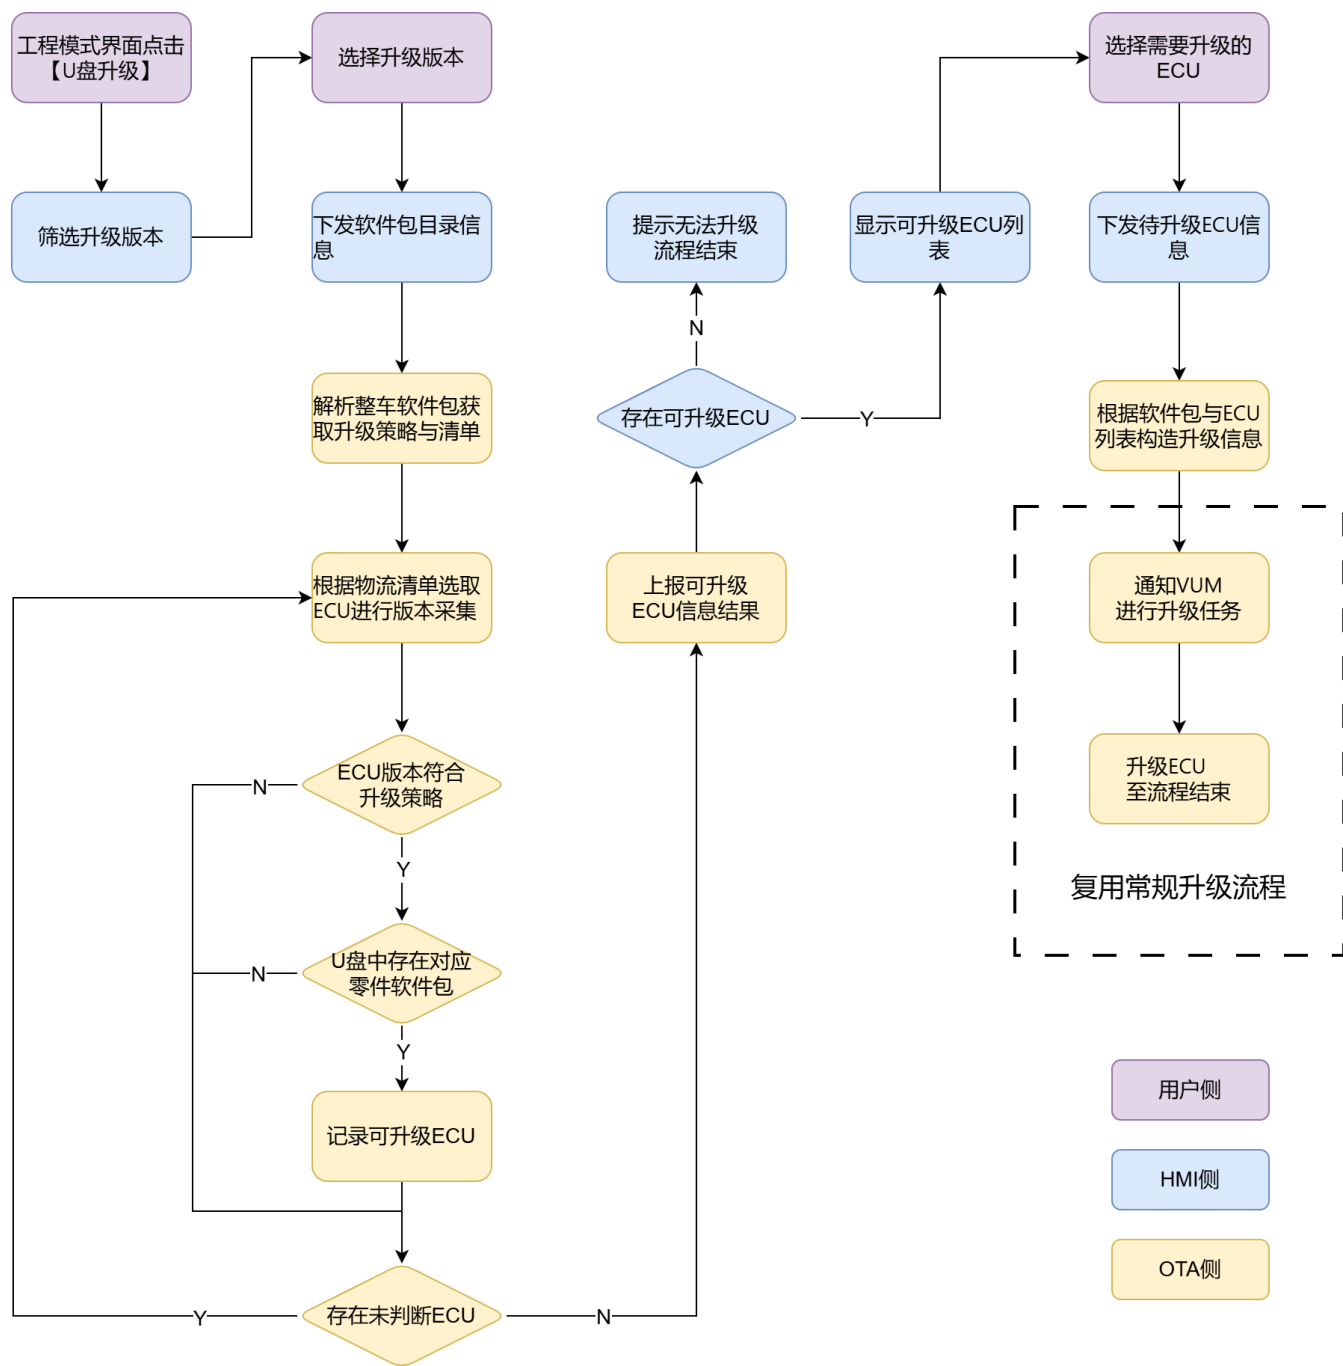 工程模式界面点击
【U盘升级】
筛选升级版本
选择升级版本
下发软件包目录信
息
解析整车软件包获
取升级策略与清单
根据物流清单选取
ECU进行版本采集
ECU版本符合
升级策略
N
Y
U盘中存在对应
零件软件包
N
Y
记录可升级ECU
存在未判断ECU
Y
N
上报可升级
ECU信息结果
存在可升级ECU
N
Y
提示无法升级
流程结束
显示可升级ECU列
表
选择需要升级的
ECU
下发待升级ECU信
息
根据软件包与ECU
列表构造升级信息
通知VUM
进行升级任务
升级ECU
至流程结束
复用常规升级流程
用户侧
HMI侧
OTA侧